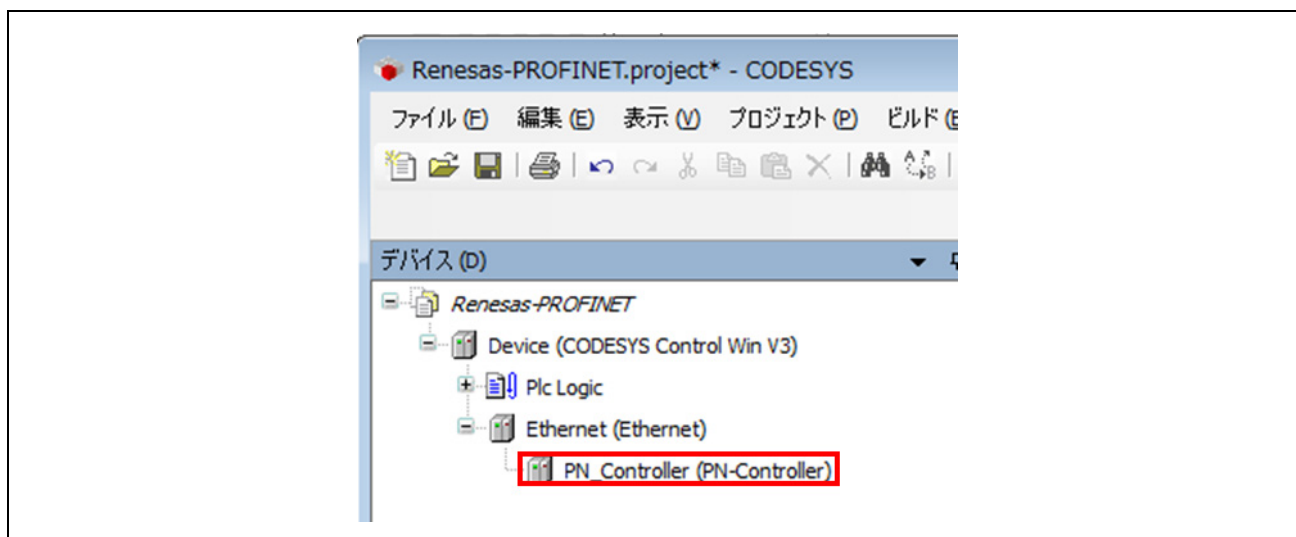 Renesas-PROFINET.project* - CODESYS
ファイル (F) 編集 (E) 表示 (V) プロジェクト (P) ビルド
デバイス (D)
Renesas-PROFINET
Device (CODESYS Control Win V3)
Plc Logic
Ethernet (Ethernet)
PN_Controller (PN-Controller)